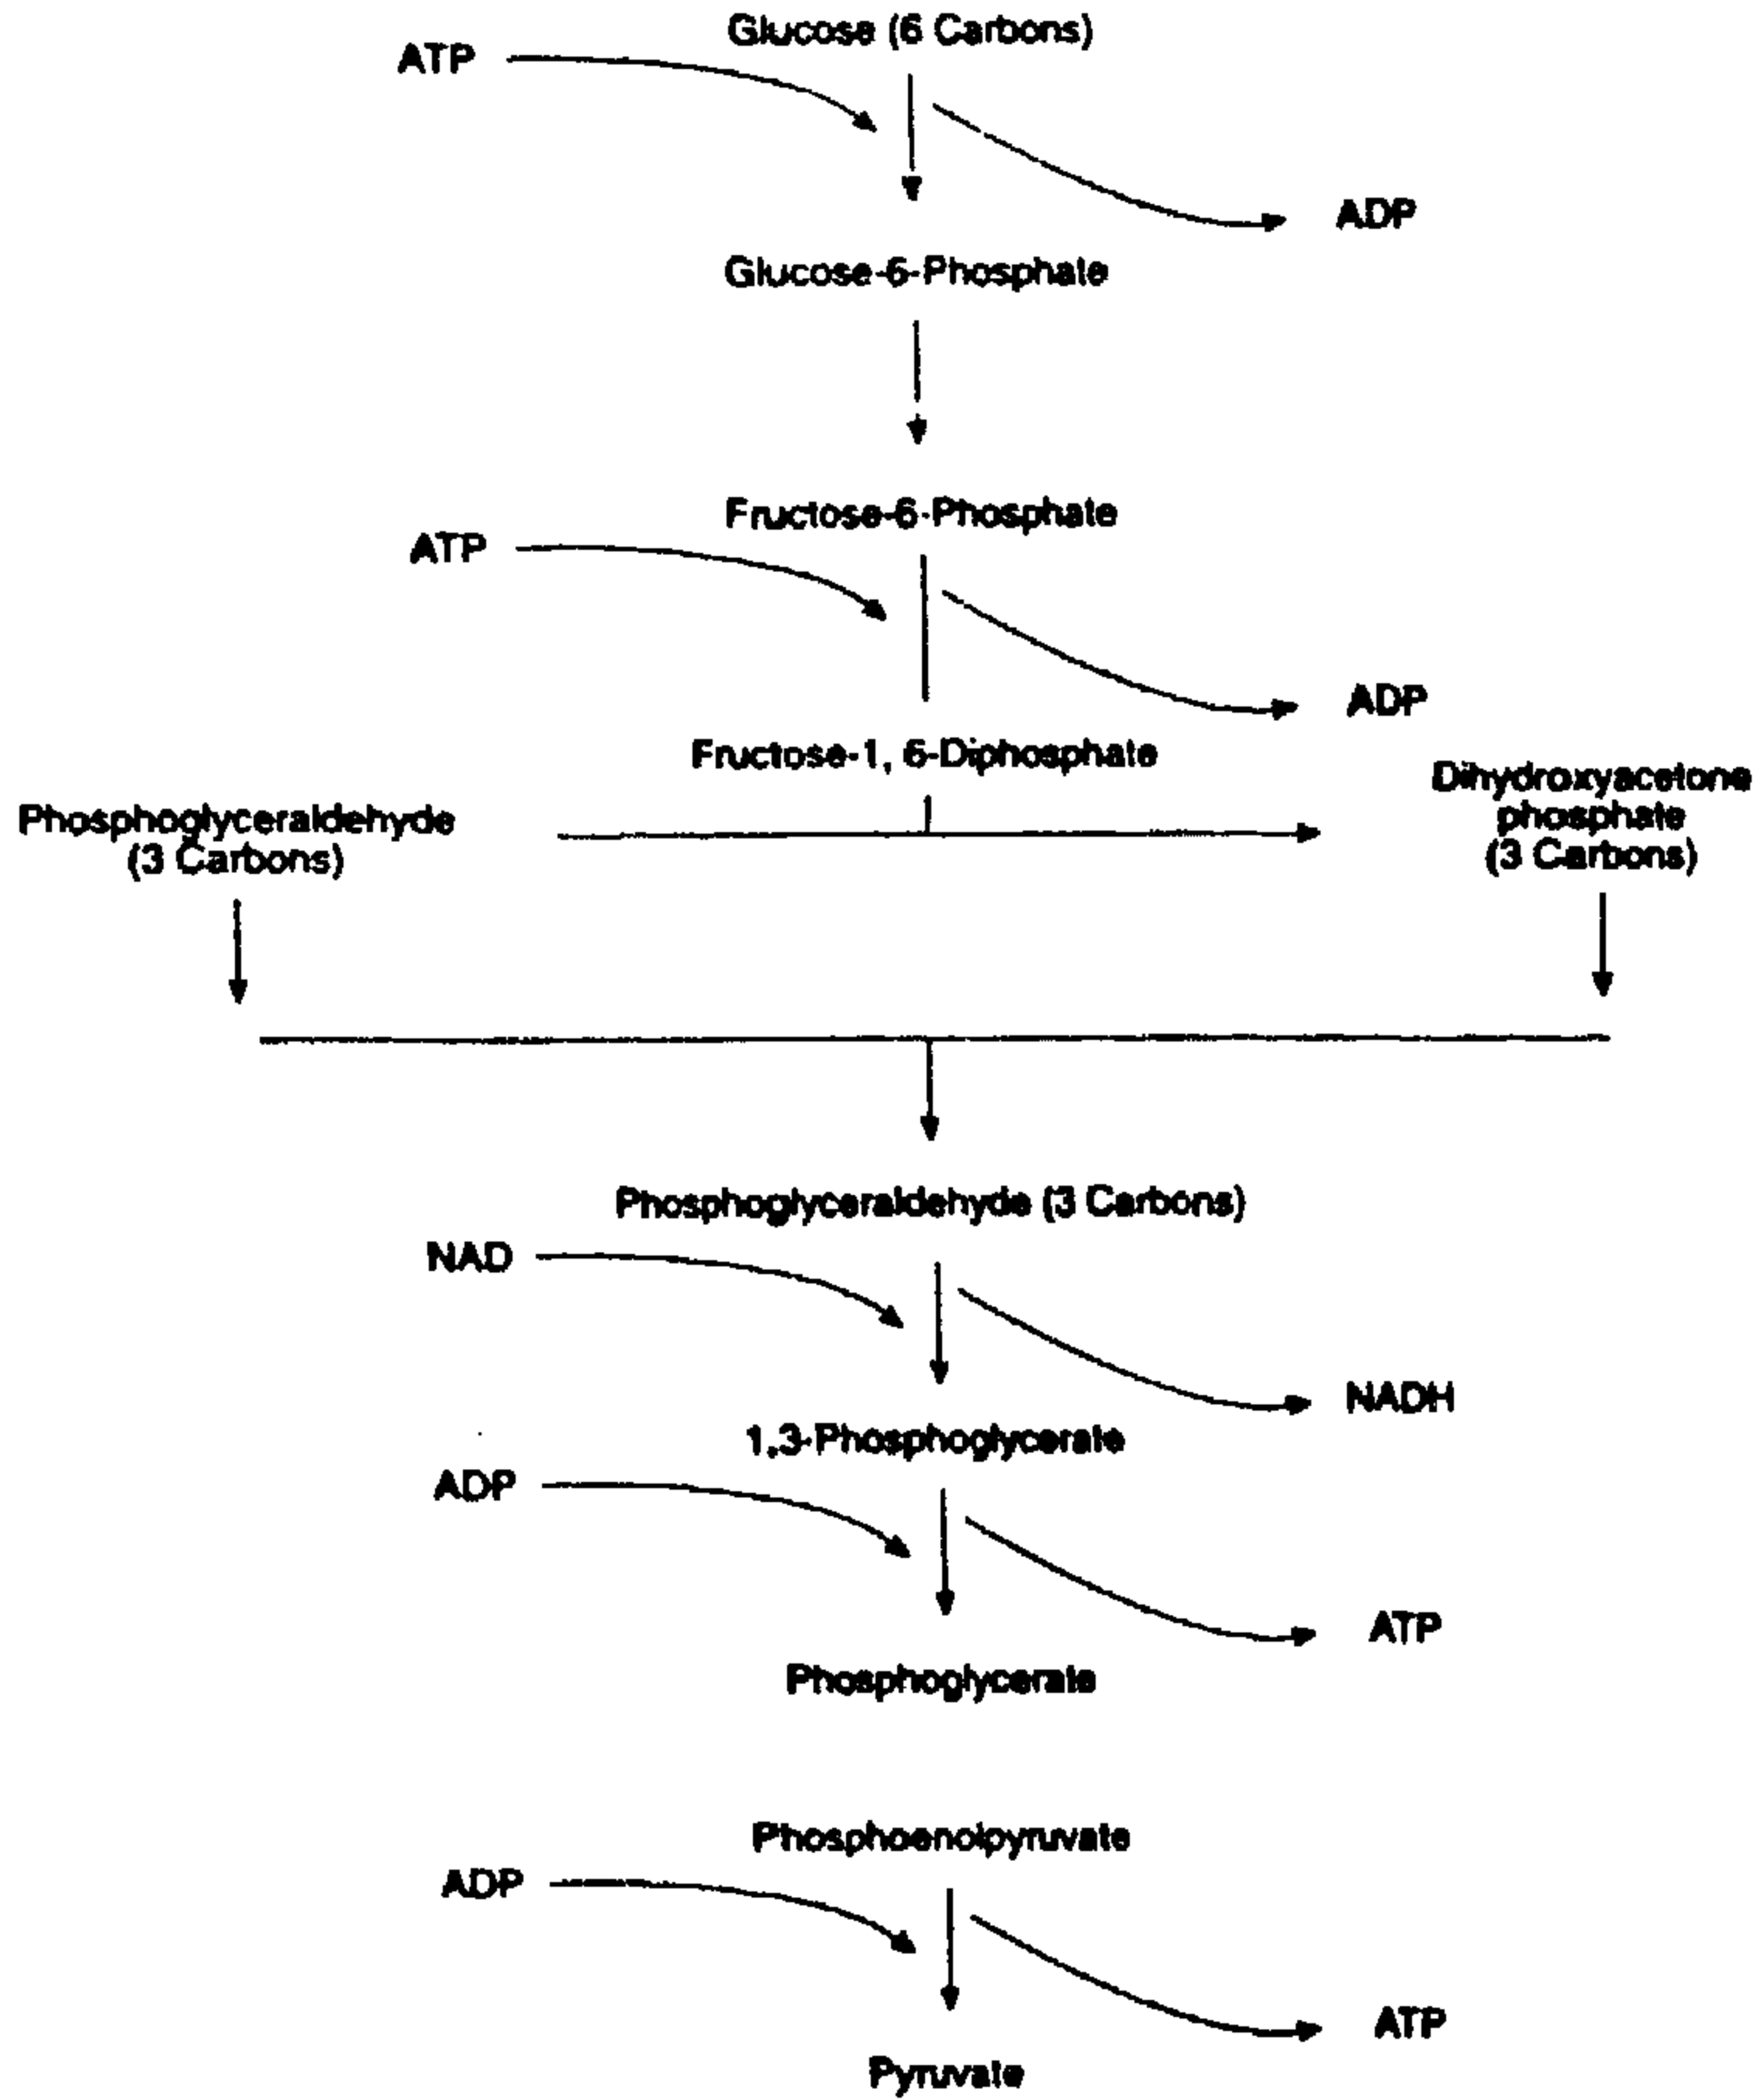 Glucose (6 Carbons)
ATP
ADP
Glucose-6-Phosphate
Fructose-6-Phosphate
ATP
ADP
Fructose-1, 6-Diphosphate
Phosphoglyceraldehyde
(3 Carbons)
Dihydroxyacetone
phosphate
(3 Carbons)
Phosphoglyceraldehyde (3 Carbons)
NAD
NADH
1,3-Phosphoglycerate
ADP
ATP
Phosphoglycerate
Phosphoenolpyruvate
ADP
ATP
Pyruvate